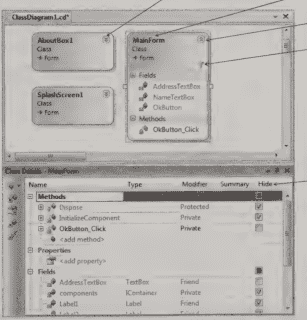 ClassDiagram1.cd*
AboutBox1
Class
→ Form
MainForm
Class
→ Form
Fields
AddressTextBox
NameTextBox
OkButton
Methods
OkButton_Click
SplashScreen1
Class
→ Form
Class Details - MainForm
Name Type Modifier Summary Hide
Methods
Dispose Protected
InitializeComponent Private
OkButton_Click Private
<add method>
Properties
<add property>
Fields
AddressTextBox TextBox Friend
components IContainer Private
Label1 Label Friend
Friend